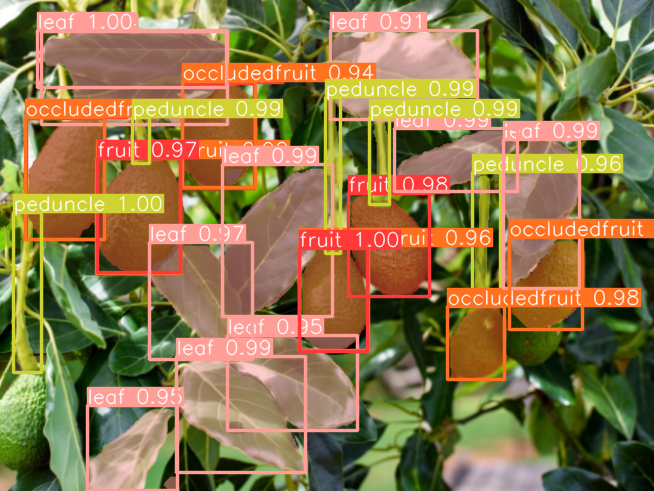 leaf 1.00
leaf 0.91
occludedfruit 0.94
peduncle 0.99
occludedfr
peduncle 0.99
peduncle 0.99
leaf 0.99
leaf 0.99
fruit 0.97
leaf 0.99
peduncle 0.96
fruit 0.98
peduncle 1.00
leaf 0.97
fruit 1.00
ruit 0.96
occludedfruit
occludedfruit 0.98
leaf 0.95
leaf 0.99
leaf 0.95